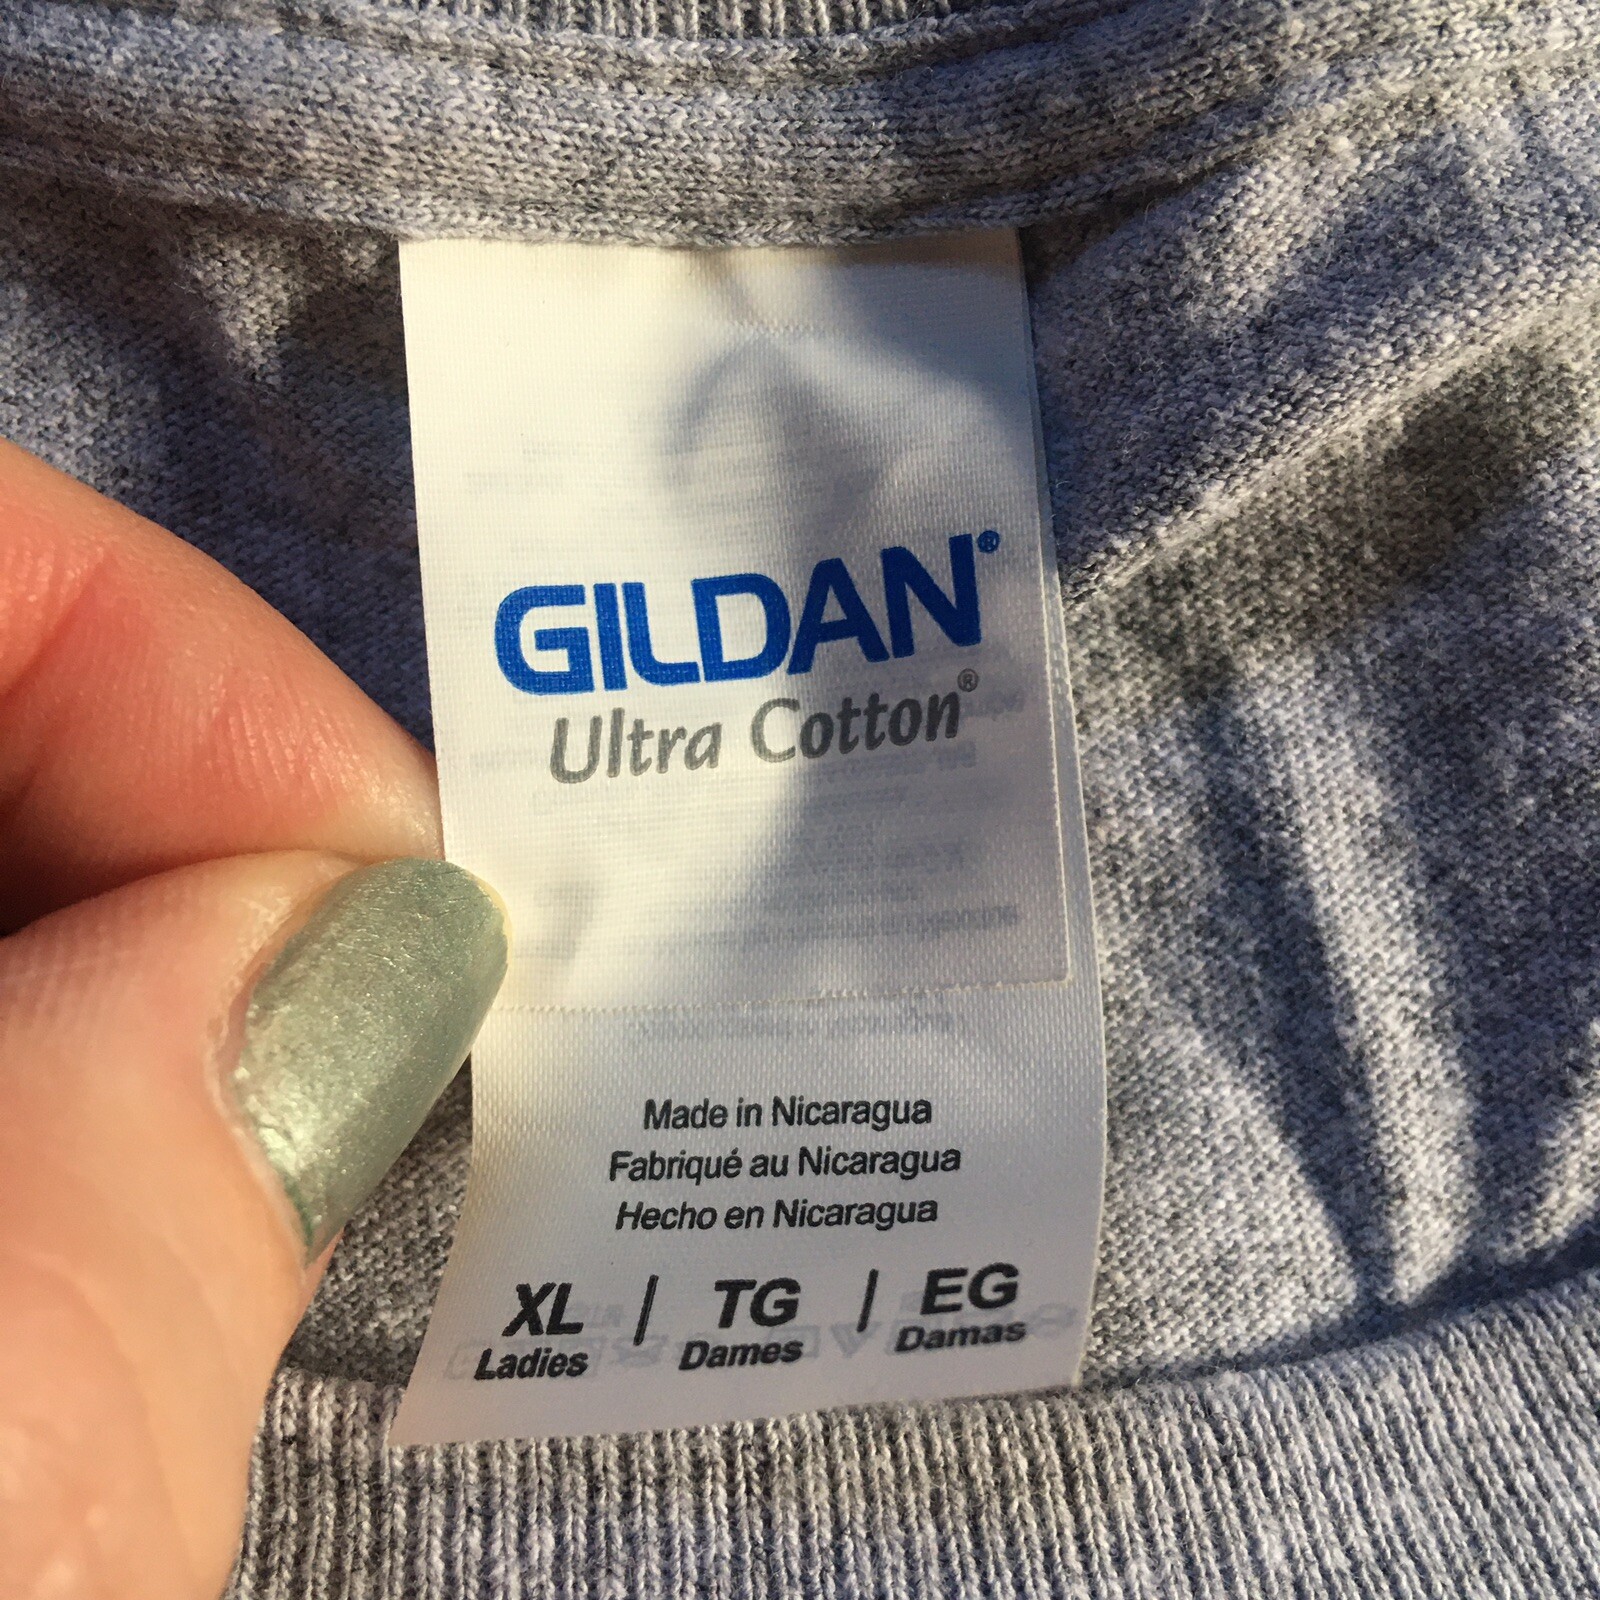 GILDAN®
Ultra Cotton®
Made in Nicaragua
Fabriqué au Nicaragua
Hecho en Nicaragua
XL | TG | EG
Ladies Dames Damas